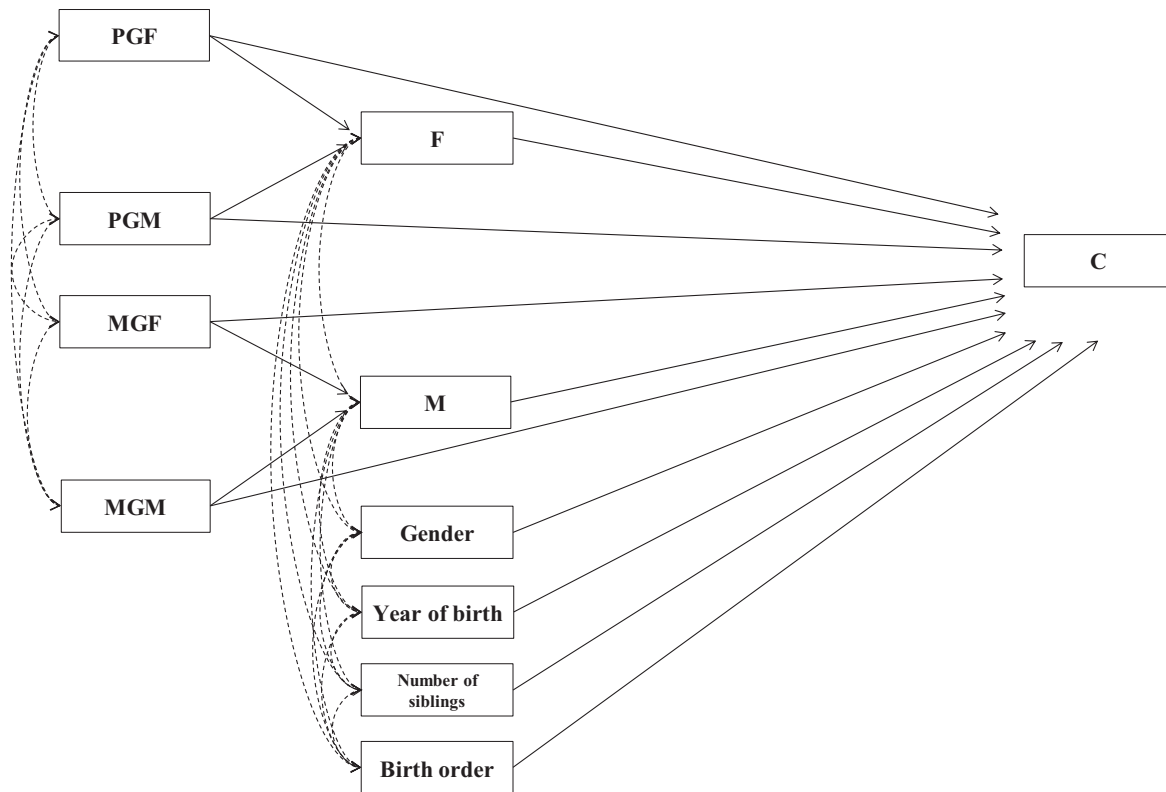 PGF
F
PGM
C
MGF
M
MGM
Gender
Year of birth
Number of
siblings
Birth order